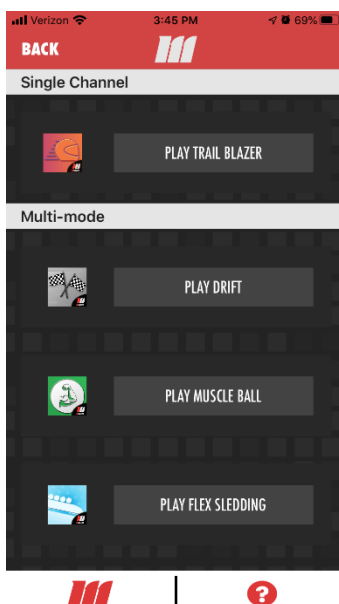 Verizon 3:45 PM 69%
BACK
Single Channel
PLAY TRAIL BLAZER
Multi-mode
PLAY DRIFT
PLAY MUSCLE BALL
PLAY FLEX SLEDDING
?